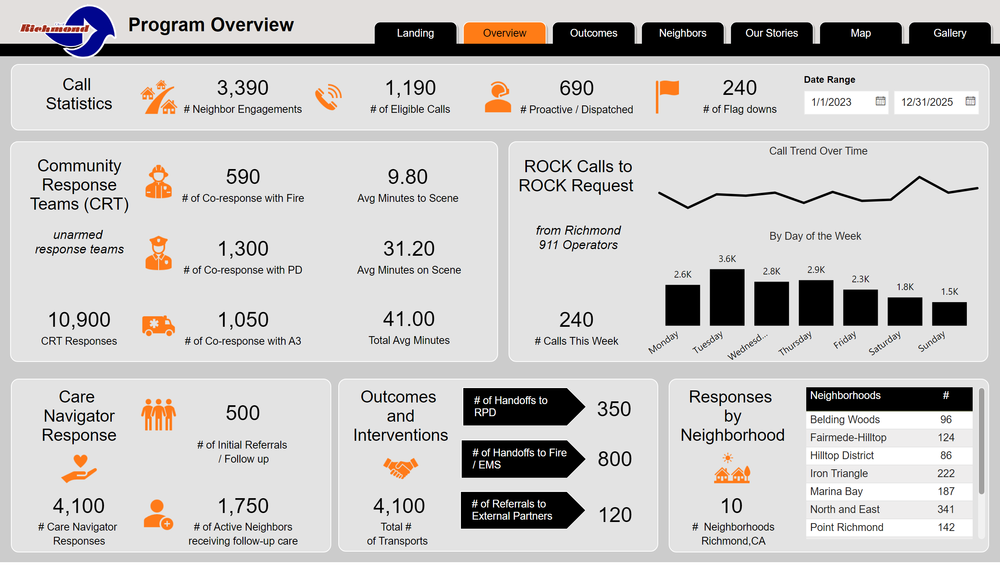 City of
Richmond
Program Overview
Landing
Overview
Outcomes
Neighbors
Our Stories
Map
Gallery
Call
Statistics
3,390
# Neighbor Engagements
1,190
# of Eligible Calls
690
# Proactive / Dispatched
240
# of Flag downs
Date Range
1/1/2023
12/31/2025
Community
Response
Teams (CRT)
unarmed
response teams
10,900
CRT Responses
590
# of Co-response with Fire
9.80
Avg Minutes to Scene
1,300
# of Co-response with PD
31.20
Avg Minutes on Scene
1,050
# of Co-response with A3
41.00
Total Avg Minutes
ROCK Calls to
ROCK Request
from Richmond
911 Operators
240
# Calls This Week
Call Trend Over Time
By Day of the Week
2.6K
3.6K
2.8K
2.9K
2.3K
1.8K
1.5K
Monday
Tuesday
Wednesd...
Thursday
Friday
Saturday
Sunday
Care
Navigator
Response
4,100
# Care Navigator
Responses
500
# of Initial Referrals
/ Follow up
1,750
# of Active Neighbors
receiving follow-up care
Outcomes
and
Interventions
4,100
Total #
of Transports
# of Handoffs to
RPD
350
# of Handoffs to Fire
/ EMS
800
# of Referrals to
External Partners
120
Responses
by
Neighborhood
10
# Neighborhoods
Richmond,CA
Neighborhoods #
Belding Woods 96
Fairmede-Hilltop 124
Hilltop District 86
Iron Triangle 222
Marina Bay 187
North and East 341
Point Richmond 142